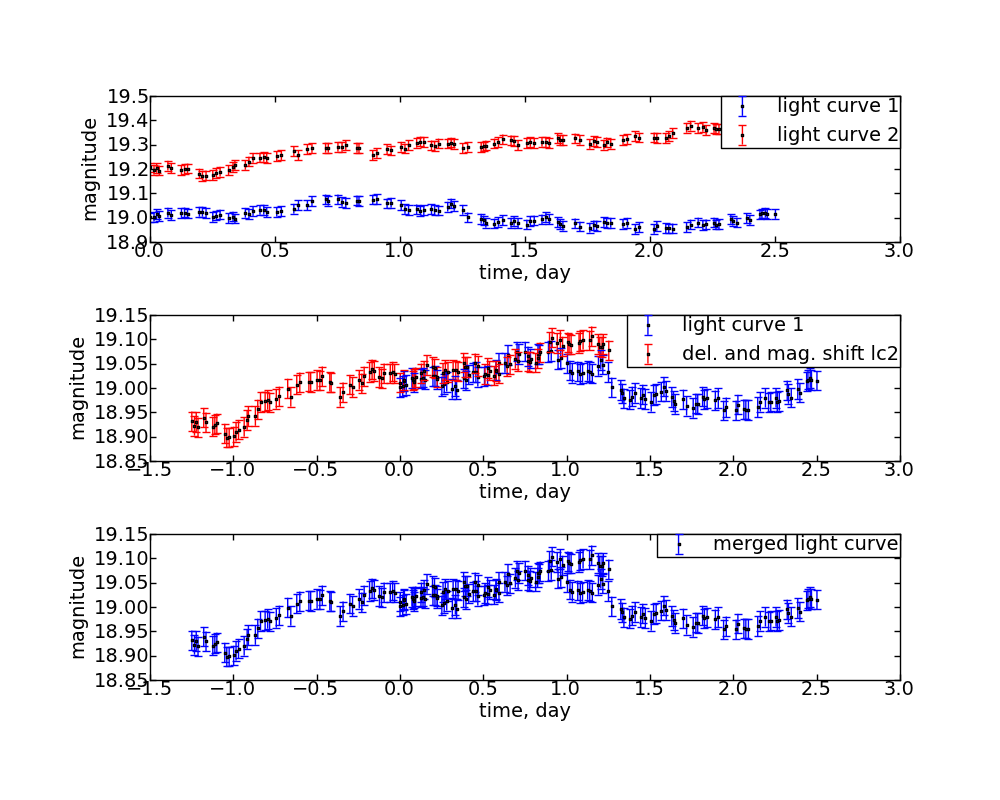 19.5
19.4
19.3
19.2
19.1
19.0
18.9
magnitude
light curve 1
light curve 2
0.0 0.5 1.0 1.5 2.0 2.5 3.0
time, day
19.15
19.10
19.05
19.00
18.95
18.90
18.85
magnitude
light curve 1
del. and mag. shift lc2
−1.5 −1.0 −0.5 0.0 0.5 1.0 1.5 2.0 2.5 3.0
time, day
19.15
19.10
19.05
19.00
18.95
18.90
18.85
magnitude
merged light curve
−1.5 −1.0 −0.5 0.0 0.5 1.0 1.5 2.0 2.5 3.0
time, day